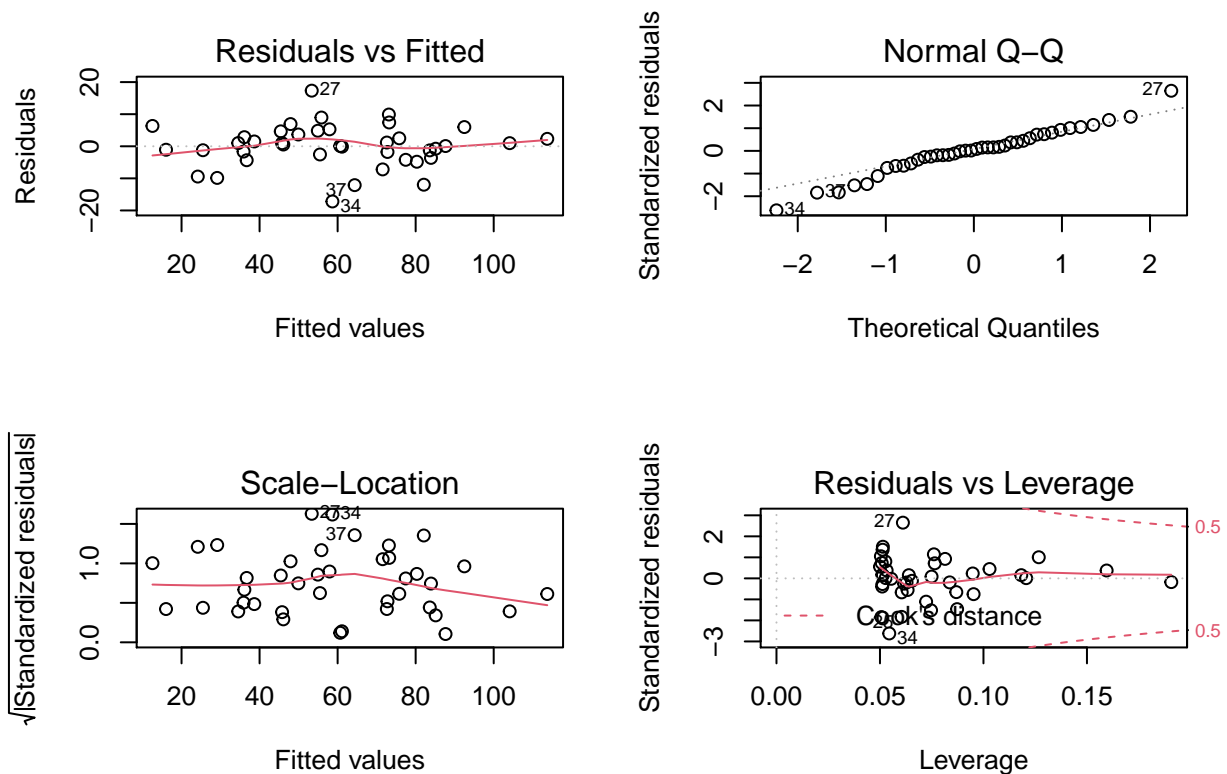 Residuals vs Fitted
Residuals
20
0
−20
27
37
34
20 40 60 80 100
Fitted values
Normal Q−Q
Standardized residuals
2
0
−2
27
37
34
−2 −1 0 1 2
Theoretical Quantiles
Scale−Location
√|Standardized residuals|
1.0
0.0
27 34
37
20 40 60 80 100
Fitted values
Residuals vs Leverage
Standardized residuals
2
0
−3
27
34
0.5
0.5
Cook's distance
0.00 0.05 0.10 0.15
Leverage